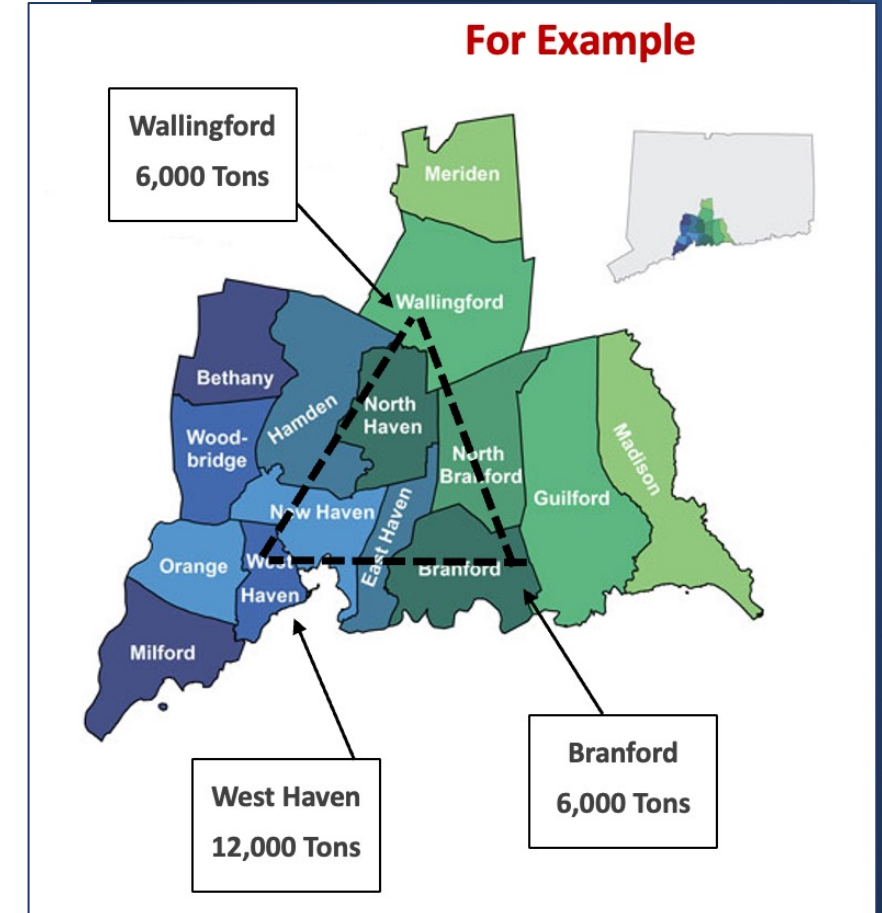 For Example
Wallingford
6,000 Tons
Meriden
Wallingford
Bethany
Hamden
North
Haven
Wood-
bridge
North
Branford
Madison
Guilford
New Haven
East Haven
Orange
West
Haven
Branford
Milford
Branford
6,000 Tons
West Haven
12,000 Tons